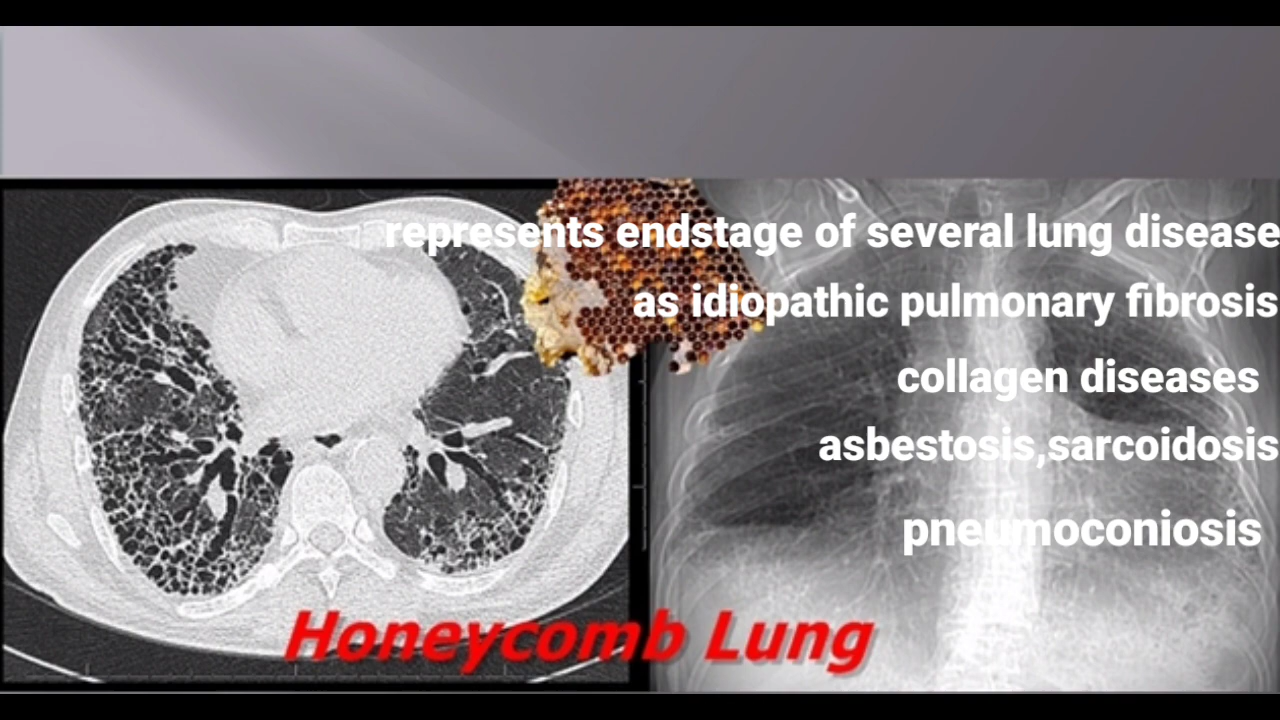 represents endstage of several lung disease
as idiopathic pulmonary fibrosis
collagen diseases
asbestosis,sarcoidosis
pneumoconiosis
Honeycomb Lung